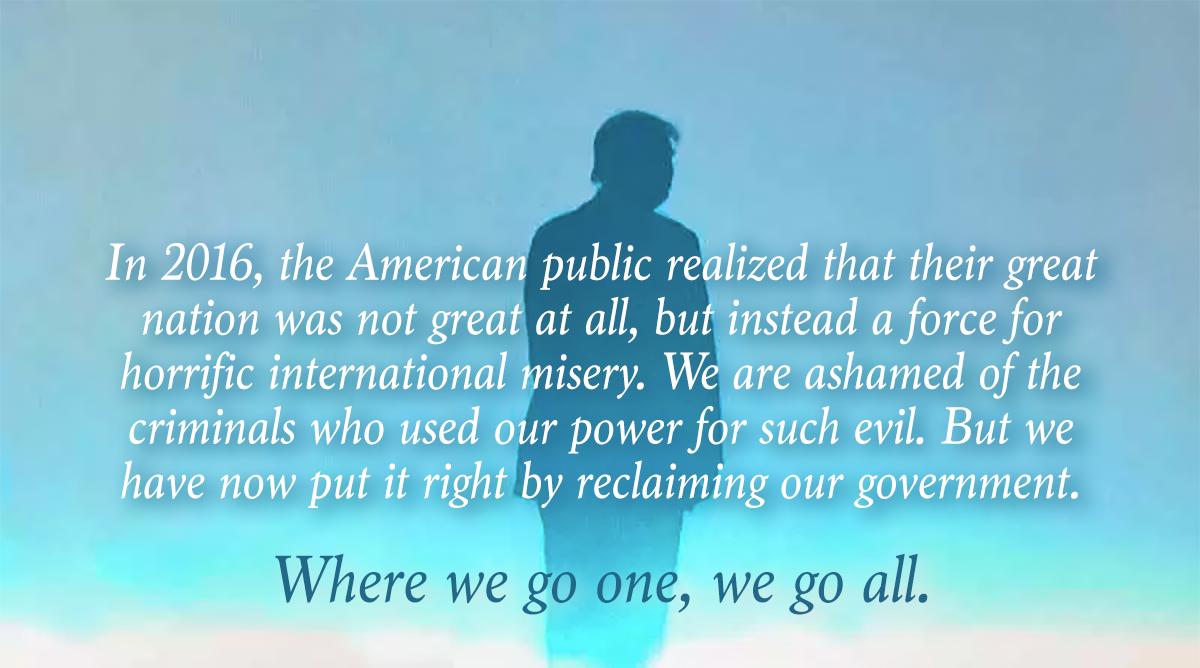 In 2016, the American public realized that their great
nation was not great at all, but instead a force for
horrific international misery. We are ashamed of the
criminals who used our power for such evil. But we
have now put it right by reclaiming our government.
Where we go one, we go all.